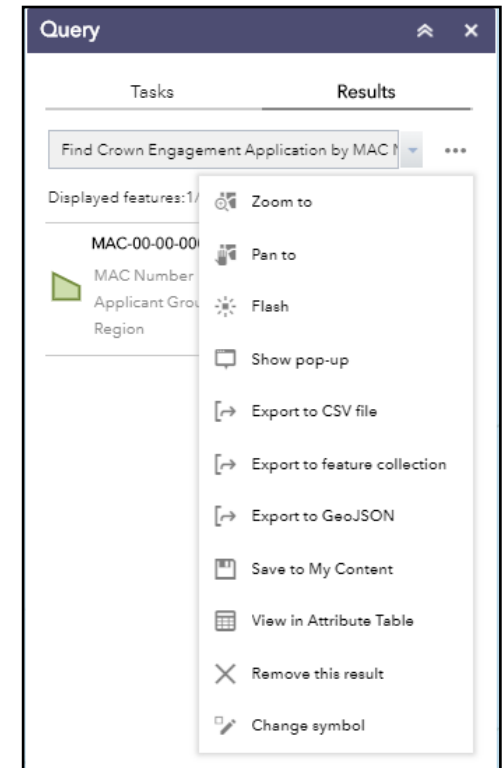 Query
Tasks Results
Find Crown Engagement Application by MAC
Displayed features:1/
MAC-00-00-00
MAC Number
Applicant
Region
Zoom to
Pan to
Flash
Show pop-up
Export to CSV file
Export to feature collection
Export to GeoJSON
Save to My Content
View in Attribute Table
Remove this result
Change symbol